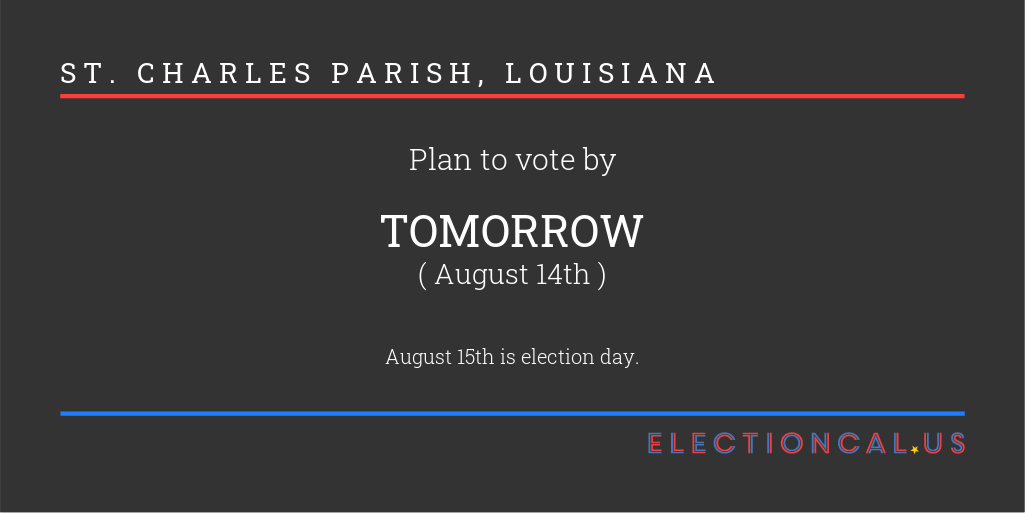 ST. CHARLES PARISH, LOUISIANA
Plan to vote by
TOMORROW
( August 14th )
August 15th is election day.
ELECTIONCAL.US